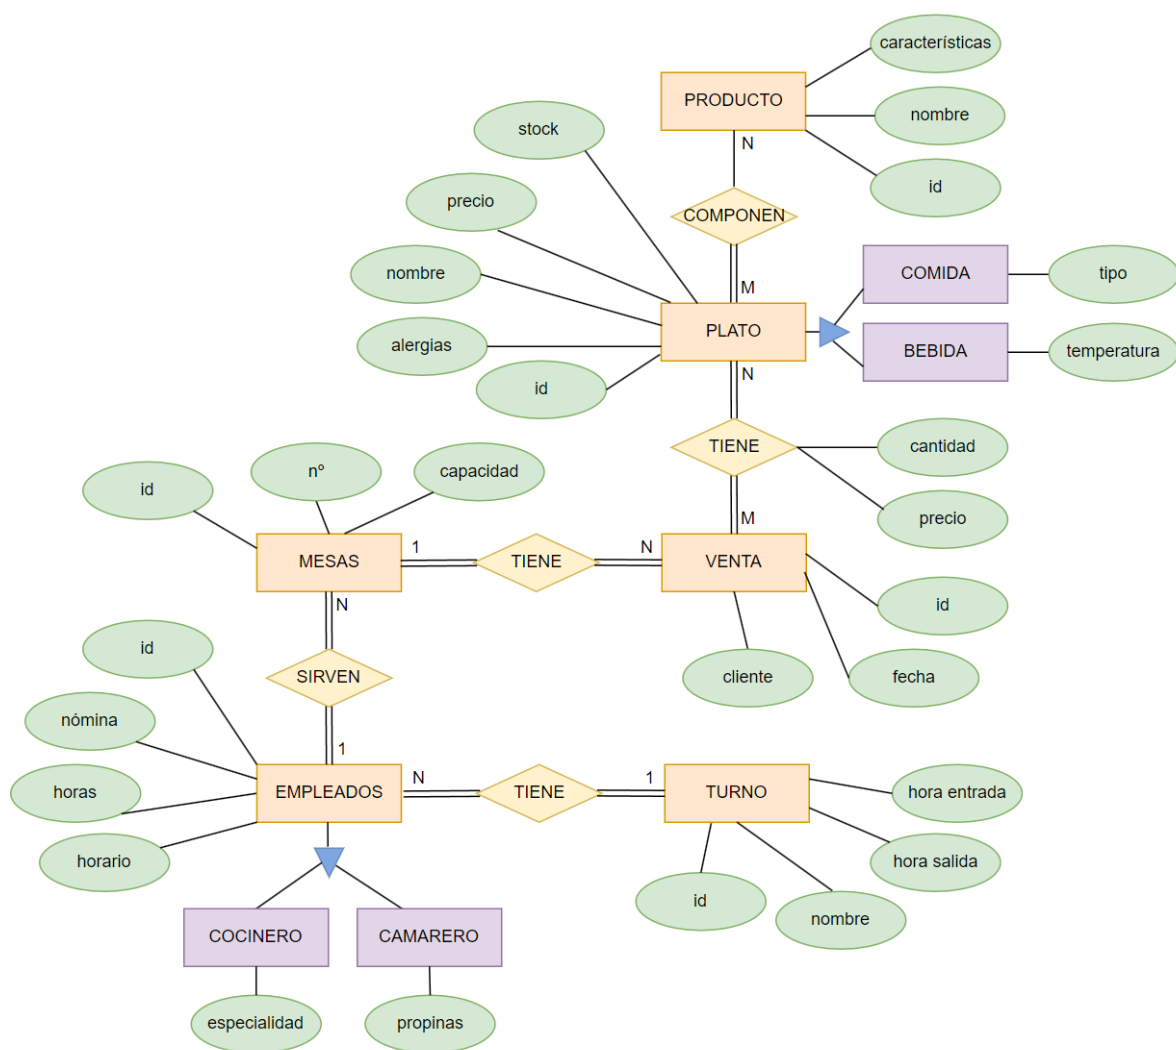 características
PRODUCTO
nombre
stock
N
id
precio
COMPONEN
nombre
COMIDA
tipo
M
PLATO
alergias
BEBIDA
temperatura
N
id
TIENE
cantidad
nº
capacidad
id
precio
M
1
N
MESAS
TIENE
VENTA
N
id
id
SIRVEN
cliente
fecha
nómina
1
N
1
EMPLEADOS
TIENE
TURNO
hora entrada
horas
horario
hora salida
id
nombre
COCINERO
CAMARERO
especialidad
propinas